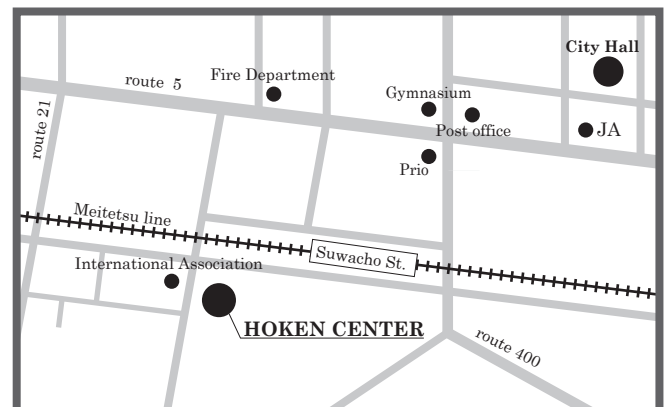 City Hall
Fire Department
route 5
Gymnasium
route 21
Post office
JA
Prio
Meitetsu line
Suwacho St.
International Association
HOKEN CENTER
route 400